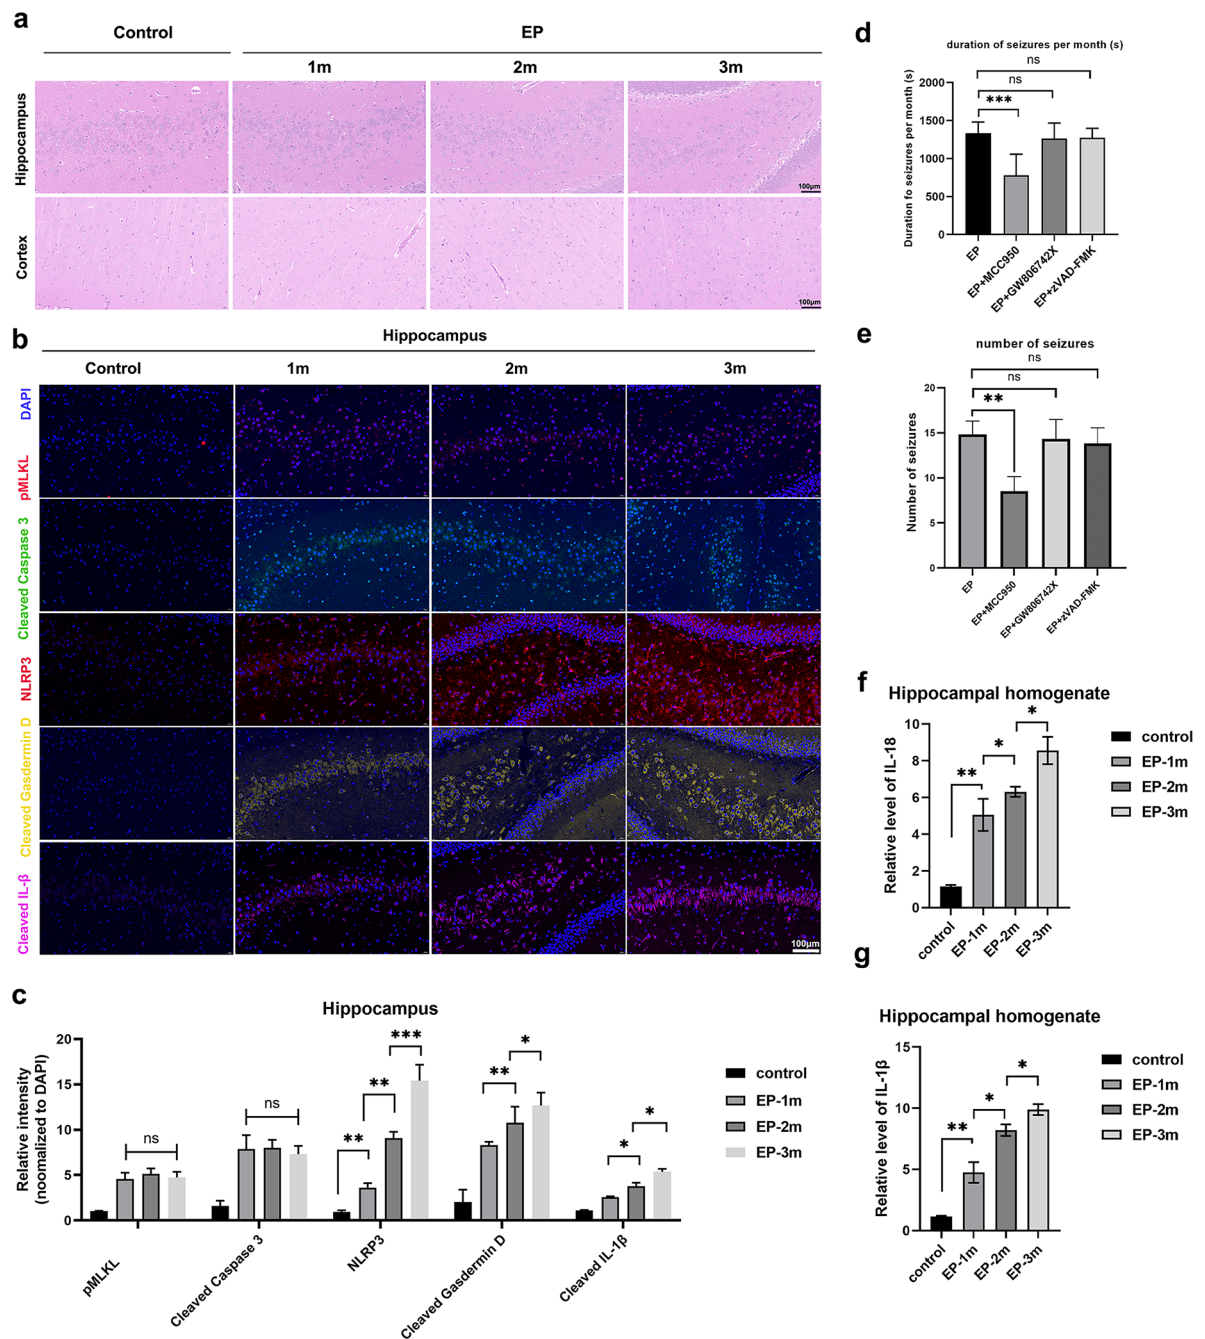 a
Control
EP
1m
2m
3m
Hippocampus
100μm
Cortex
100μm
b
Hippocampus
Control
1m
2m
3m
DAPI
pMLKL
Cleaved Caspase 3
NLRP3
Cleaved Gasdermin D
Cleaved IL-β
100μm
c
Hippocampus
Relative intensity
(noomalized to DAPI)
20
15
10
5
0
ns
ns
**
**
***
**
*
*
*
pMLKL
Cleaved Caspase 3
NLRP3
Cleaved Gasdermin D
Cleaved IL-1β
control
EP-1m
EP-2m
EP-3m
d
duration of seizures per month (s)
ns
ns
***
Duration fo seizures per month (s)
2000
1500
1000
500
0
EP
EP+MCC950
EP+GW806742X
EP+zVAD-FMK
e
number of seizures
ns
ns
**
Number of seizures
20
15
10
5
0
EP
EP+MCC950
EP+GW806742X
EP+zVAD-FMK
f
Hippocampal homogenate
Relative level of IL-18
10
8
6
4
2
0
**
*
*
control
EP-1m
EP-2m
EP-3m
control
EP-1m
EP-2m
EP-3m
g
Hippocampal homogenate
Relative level of IL-1β
15
10
5
0
**
*
*
control
EP-1m
EP-2m
EP-3m
control
EP-1m
EP-2m
EP-3m